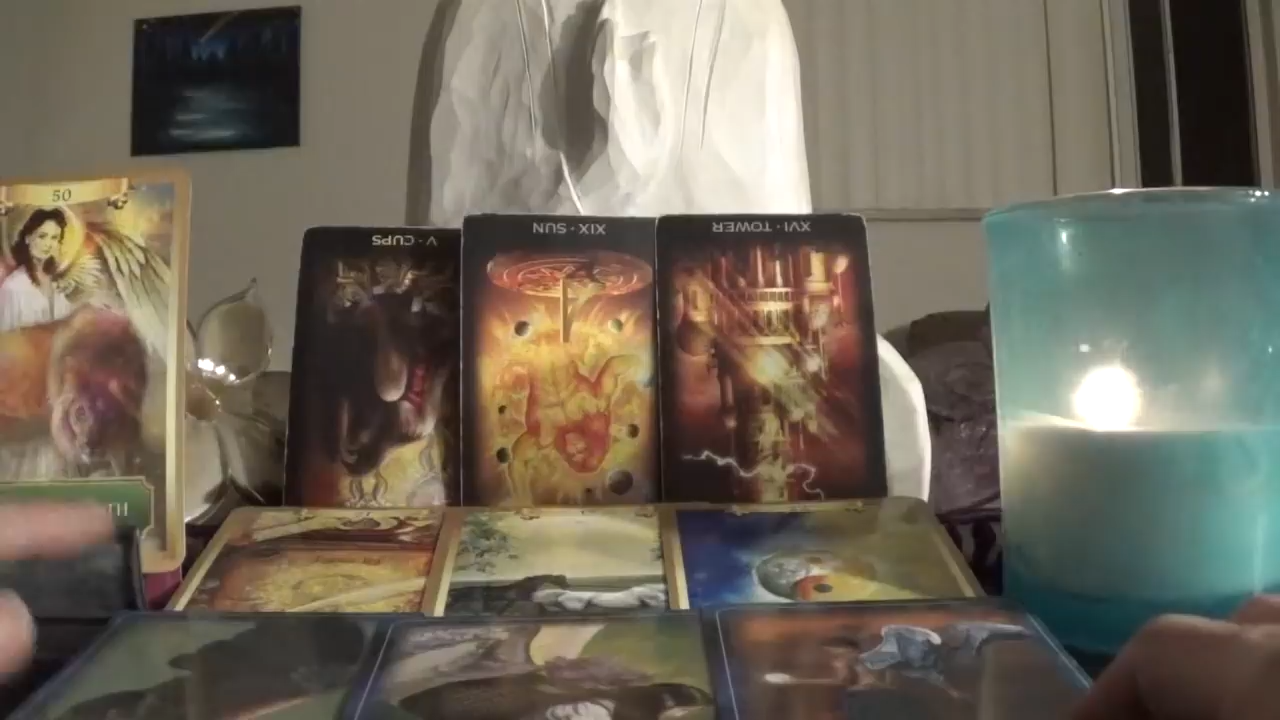 50
V · CUPS
XIX · SUN
XVI · TOWER